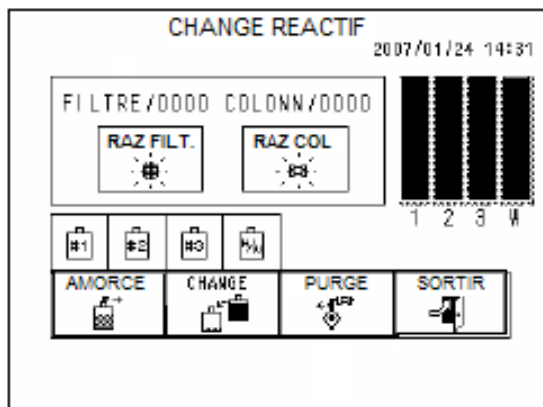 CHANGE REACTIF
2007/01/24 14:31
FILTRE/0000 COLONN/0000
RAZ FILT. RAZ COL
1 2 3 W
#1 #2 #3 H/W
AMORCE CHANGE PURGE SORTIR